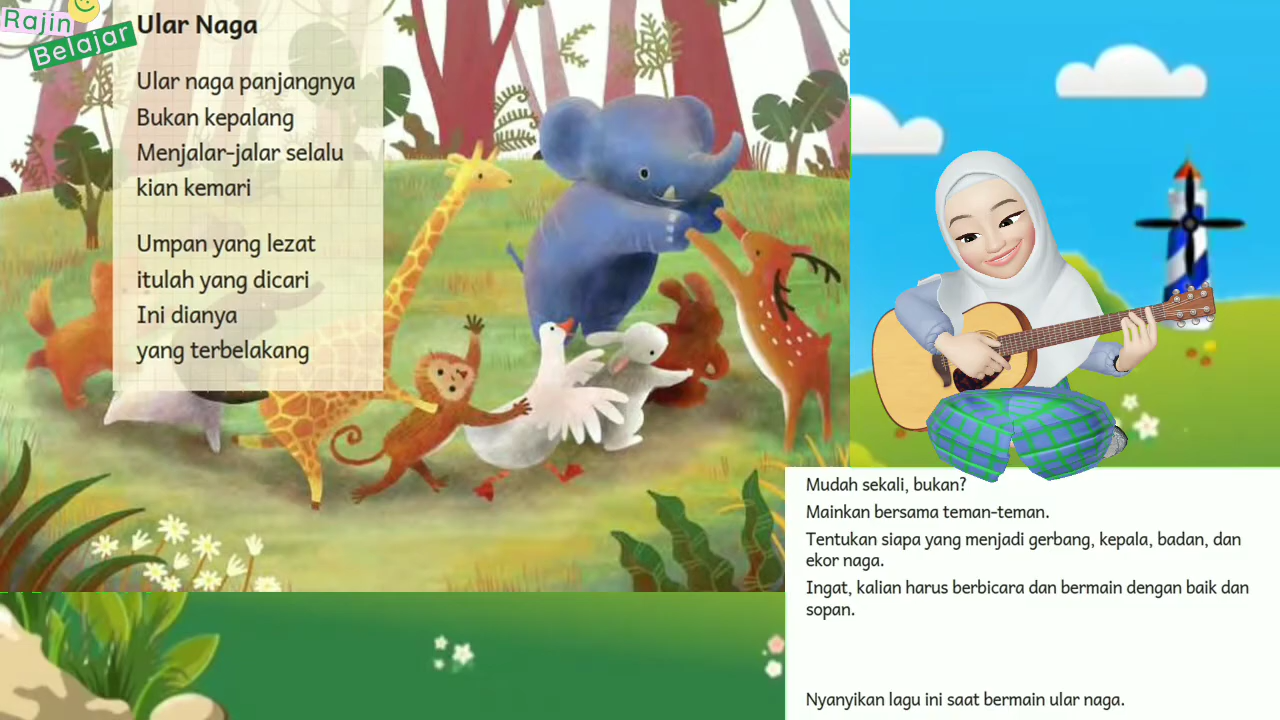 Rajin
Belajar
Ular Naga
Ular naga panjangnya
Bukan kepalang
Menjalar-jalar selalu
kian kemari
Umpan yang lezat
itulah yang dicari
Ini dianya
yang terbelakang
Mudah sekali, bukan?
Mainkan bersama teman-teman.
Tentukan siapa yang menjadi gerbang, kepala, badan, dan
ekor naga.
Ingat, kalian harus berbicara dan bermain dengan baik dan
sopan.
Nyanyikan lagu ini saat bermain ular naga.